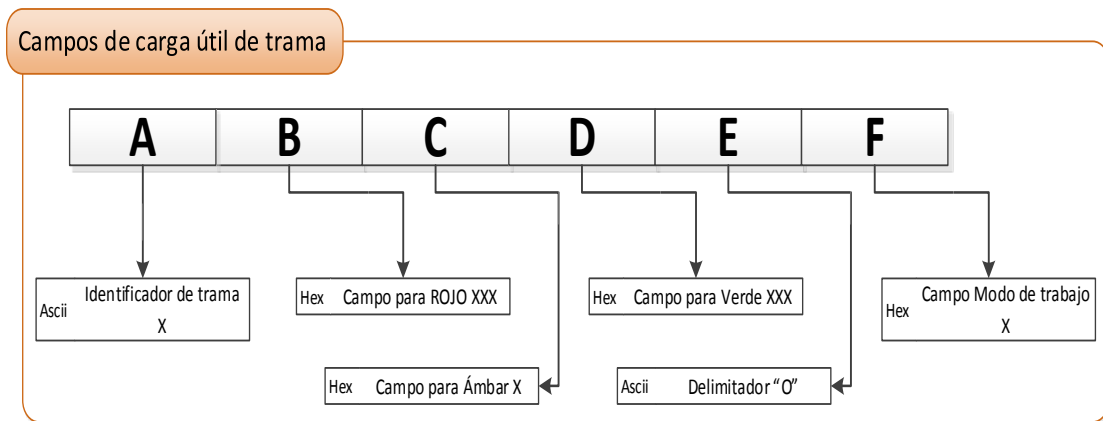 Campos de carga útil de trama
A B C D E F
Ascii Identificador de trama
X
Hex Campo para ROJO XXX
Hex Campo para Verde XXX
Hex Campo Modo de trabajo
X
Hex Campo para Ámbar X
Ascii Delimitador “O”